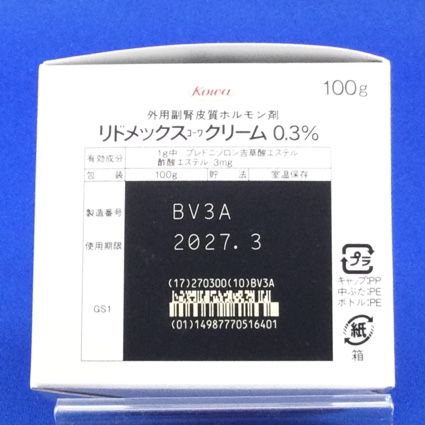 Kowa
100g
外用副腎皮質ホルモン剤
リドメックスコーワクリーム 0.3%
有効成分 1g中 プレドニゾロン吉草酸エステル
酢酸エステル 3mg
包装 100g 貯法 室温保存
製造番号 BV3A
使用期限 2027.3
GS1
(17)270300(10)BV3A
(01)14987770516401
プラ
キャップ:PP
中ぶた:PE
ボトル:PE
紙
箱